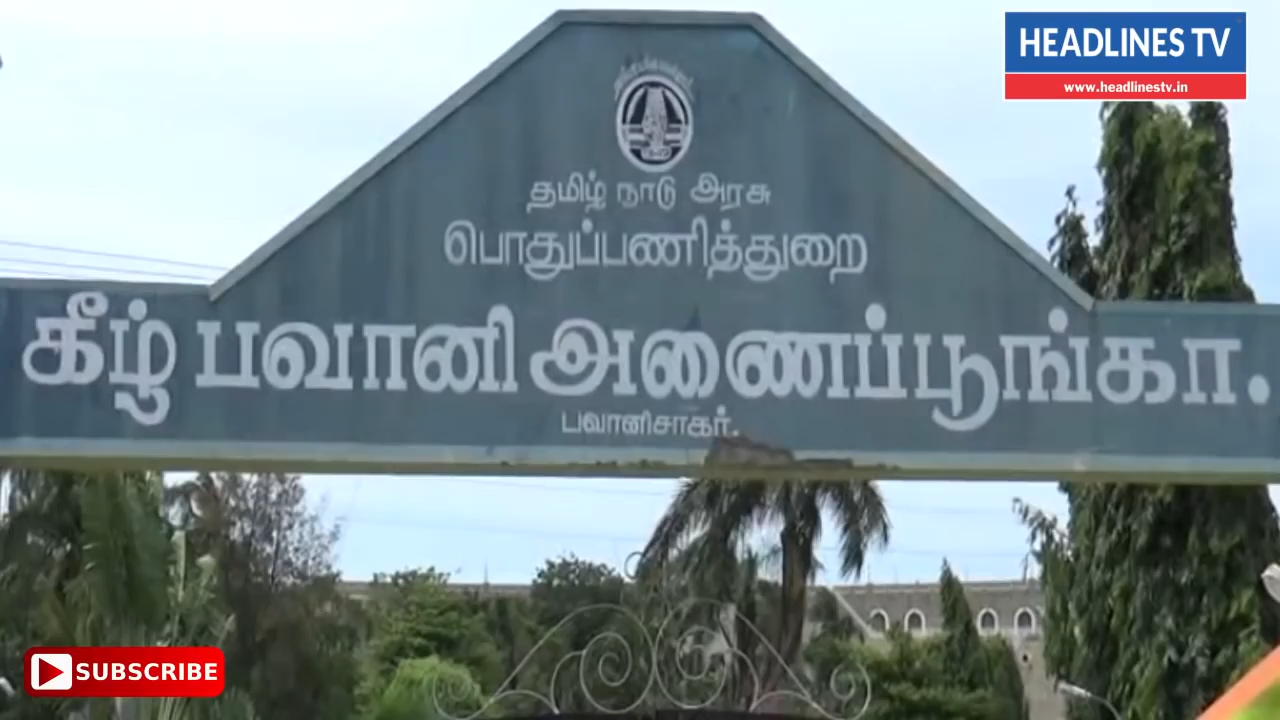 HEADLINES TV
www.headlinestv.in
தமிழ் நாடு அரசு
பொதுப்பணித்துறை
கீழ் பவானி அணைப்பூங்கா.
பவானிசாகர்.
SUBSCRIBE